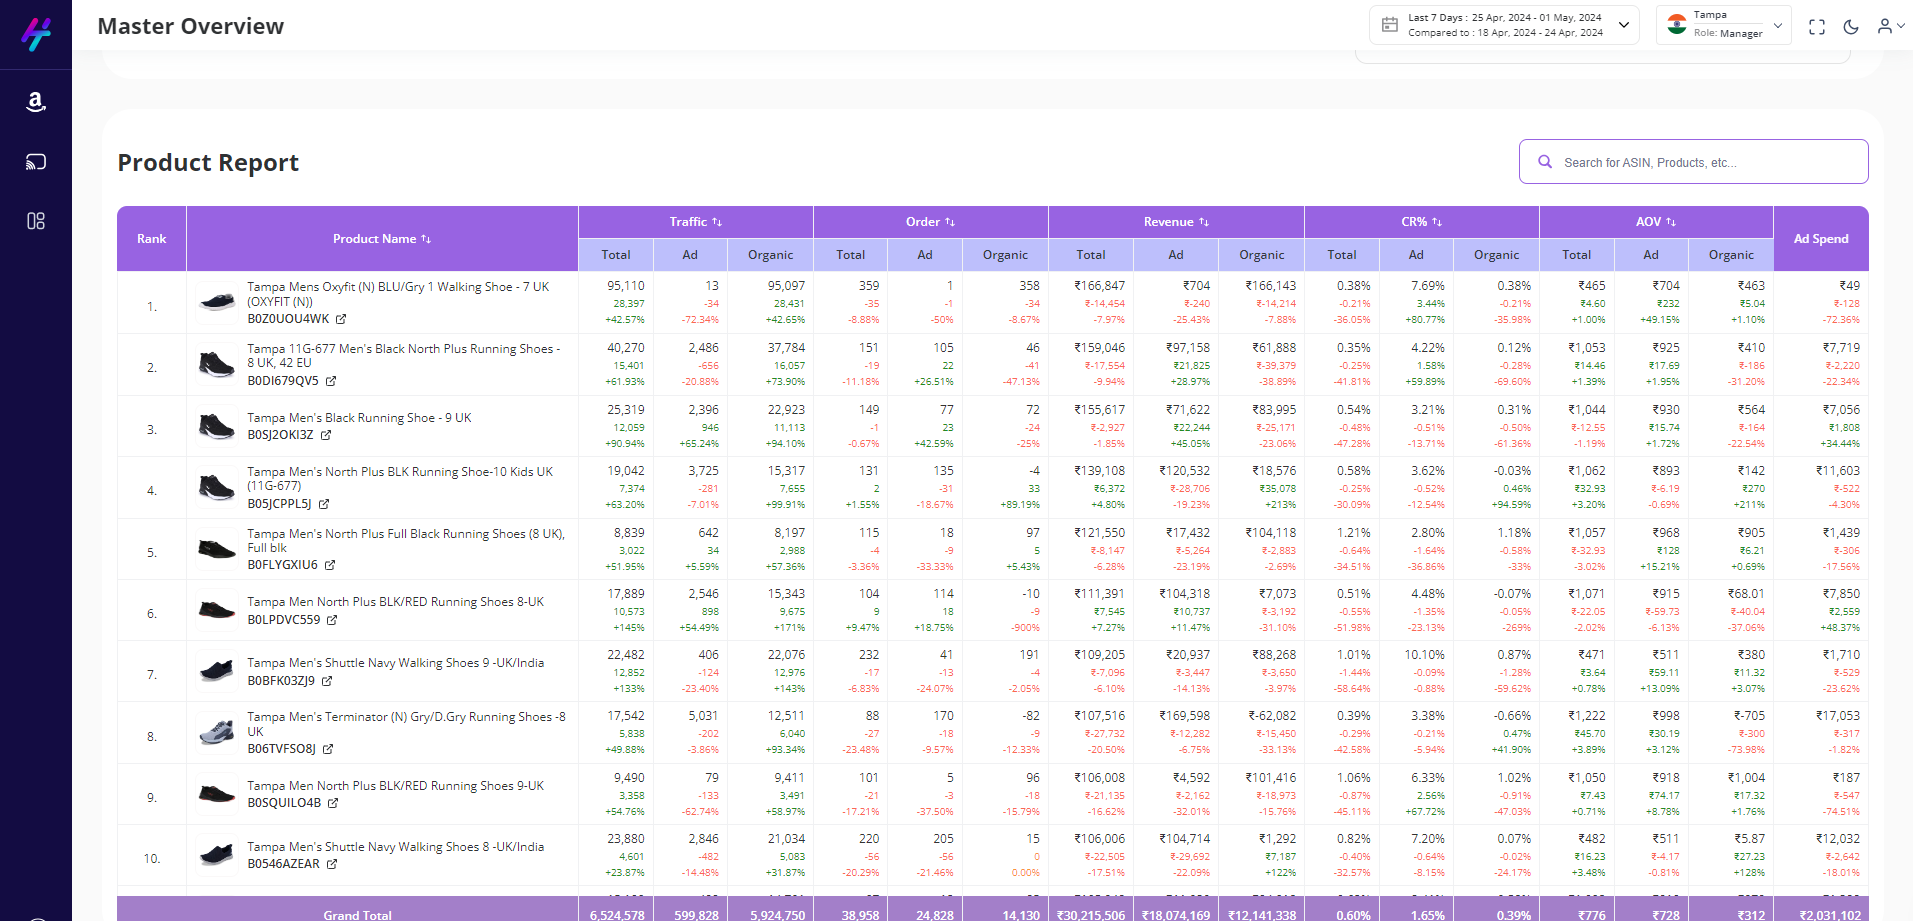 Master Overview
Last 7 Days : 25 Apr, 2024 - 01 May, 2024
Compared to : 18 Apr, 2024 - 24 Apr, 2024
Tampa
Role: Manager
a
Product Report
Search for ASIN, Products, etc...
Rank Product Name Traffic Order Revenue CR% AOV Ad Spend
Total Ad Organic Total Ad Organic Total Ad Organic Total Ad Organic Total Ad Organic
1. Tampa Mens Oxyfit (N) BLU/Gry 1 Walking Shoe - 7 UK
(OXYFIT (N))
B0Z0UOU4WK
95,110 13 95,097 359 1 358 ₹166,847 ₹704 ₹166,143 0.38% 7.69% 0.38% ₹465 ₹704 ₹463 ₹49
28,397 -34 28,431 -35 -1 -34 ₹-14,454 ₹-240 ₹-14,214 -0.21% 3.44% -0.21% ₹4.60 ₹232 ₹5.04 ₹-128
+42.57% -72.34% +42.65% -8.88% -50% -8.67% -7.97% -25.43% -7.88% -36.05% +80.77% -35.98% +1.00% +49.15% +1.10% -72.36%
2. Tampa 11G-677 Men's Black North Plus Running Shoes -
8 UK, 42 EU
B0DI679QV5
40,270 2,486 37,784 151 105 46 ₹159,046 ₹97,158 ₹61,888 0.35% 4.22% 0.12% ₹1,053 ₹925 ₹410 ₹7,719
15,401 -656 16,057 -19 22 -41 ₹-17,554 ₹21,825 ₹-39,379 -0.25% 1.58% -0.28% ₹14.46 ₹17.69 ₹-186 ₹-2,220
+61.93% -20.88% +73.90% -11.18% +26.51% -47.13% -9.94% +28.97% -38.89% -41.81% +59.89% -69.60% +1.39% +1.95% -31.20% -22.34%
3. Tampa Men's Black Running Shoe - 9 UK
B0SJ2OKI3Z
25,319 2,396 22,923 149 77 72 ₹155,617 ₹71,622 ₹83,995 0.54% 3.21% 0.31% ₹1,044 ₹930 ₹564 ₹7,056
12,059 946 11,113 -1 23 -24 ₹-2,927 ₹22,244 ₹-25,171 -0.48% -0.51% -0.50% ₹-12.55 ₹15.74 ₹-164 ₹1,808
+90.94% +65.24% +94.10% -0.67% +42.59% -25% -1.85% +45.05% -23.06% -47.28% -13.71% -61.36% -1.19% +1.72% -22.54% +34.44%
4. Tampa Men's North Plus BLK Running Shoe-10 Kids UK
(11G-677)
B05JCPPL5J
19,042 3,725 15,317 131 135 -4 ₹139,108 ₹120,532 ₹18,576 0.58% 3.62% -0.03% ₹1,062 ₹893 ₹142 ₹11,603
7,374 -281 7,655 2 -31 33 ₹6,372 ₹-28,706 ₹35,078 -0.25% -0.52% 0.46% ₹32.93 ₹-6.19 ₹270 ₹-522
+63.20% -7.01% +99.91% +1.55% -18.67% +89.19% +4.80% -19.23% +213% -30.09% -12.54% +94.59% +3.20% -0.69% +211% -4.30%
5. Tampa Men's North Plus Full Black Running Shoes (8 UK),
Full blk
B0FLYGXIU6
8,839 642 8,197 115 18 97 ₹121,550 ₹17,432 ₹104,118 1.21% 2.80% 1.18% ₹1,057 ₹968 ₹905 ₹1,439
3,022 34 2,988 -4 -9 5 ₹-8,147 ₹-5,264 ₹-2,883 -0.64% -1.64% -0.58% ₹-32.93 ₹128 ₹6.21 ₹-306
+51.95% +5.59% +57.36% -3.36% -33.33% +5.43% -6.28% -23.19% -2.69% -34.51% -36.86% -33% -3.02% +15.21% +0.69% -17.56%
6. Tampa Men North Plus BLK/RED Running Shoes 8-UK
B0LPDVC559
17,889 2,546 15,343 104 114 -10 ₹111,391 ₹104,318 ₹7,073 0.51% 4.48% -0.07% ₹1,071 ₹915 ₹68.01 ₹7,850
10,573 898 9,675 9 18 -9 ₹7,545 ₹10,737 ₹-3,192 -0.55% -1.35% -0.05% ₹-22.05 ₹-59.73 ₹-40.04 ₹2,559
+145% +54.49% +171% +9.47% +18.75% -900% +7.27% +11.47% -31.10% -51.98% -23.13% -269% -2.02% -6.13% -37.06% +48.37%
7. Tampa Men's Shuttle Navy Walking Shoes 9 -UK/India
B0BFK03ZJ9
22,482 406 22,076 232 41 191 ₹109,205 ₹20,937 ₹88,268 1.01% 10.10% 0.87% ₹471 ₹511 ₹380 ₹1,710
12,852 -124 12,976 -17 -13 -4 ₹-7,096 ₹-3,447 ₹-3,650 -1.44% -0.09% -1.28% ₹3.64 ₹59.11 ₹11.32 ₹-529
+133% -23.40% +143% -6.83% -24.07% -2.05% -6.10% -14.13% -3.97% -58.64% -0.88% -59.62% +0.78% +13.09% +3.07% -23.62%
8. Tampa Men's Terminator (N) Gry/D.Gry Running Shoes -8
UK
B06TVFSO8J
17,542 5,031 12,511 88 170 -82 ₹107,516 ₹169,598 ₹-62,082 0.39% 3.38% -0.66% ₹1,222 ₹998 ₹-705 ₹17,053
5,838 -202 6,040 -27 -18 -9 ₹-27,732 ₹-12,282 ₹-15,450 -0.29% -0.21% 0.47% ₹45.70 ₹30.19 ₹-300 ₹-317
+49.88% -3.86% +93.34% -23.48% -9.57% -12.33% -20.50% -6.75% -33.13% -42.58% -5.94% +41.90% +3.89% +3.12% -73.98% -1.82%
9. Tampa Men North Plus BLK/RED Running Shoes 9-UK
B0SQUILO4B
9,490 79 9,411 101 5 96 ₹106,008 ₹4,592 ₹101,416 1.06% 6.33% 1.02% ₹1,050 ₹918 ₹1,004 ₹187
3,358 -133 3,491 -21 -3 -18 ₹-21,135 ₹-2,162 ₹-18,973 -0.87% 2.56% -0.91% ₹7.43 ₹74.17 ₹17.32 ₹-547
+54.76% -62.74% +58.97% -17.21% -37.50% -15.79% -16.62% -32.01% -15.76% -45.11% +67.72% -47.03% +0.71% +8.78% +1.76% -74.51%
10. Tampa Men's Shuttle Navy Walking Shoes 8 -UK/India
B0546AZEAR
23,880 2,846 21,034 220 205 15 ₹106,006 ₹104,714 ₹1,292 0.82% 7.20% 0.07% ₹482 ₹511 ₹5.87 ₹12,032
4,601 -482 5,083 -56 -56 0 ₹-22,505 ₹-29,692 ₹7,187 -0.40% -0.64% -0.02% ₹16.23 ₹-4.17 ₹27.23 ₹-2,642
+23.87% -14.48% +31.87% -20.29% -21.46% 0.00% -17.51% -22.09% +122% -32.57% -8.15% -24.17% +3.48% -0.81% +128% -18.01%
Grand Total 6,524,578 599,828 5,924,750 38,958 24,828 14,130 ₹30,215,506 ₹18,074,169 ₹12,141,338 0.60% 1.65% 0.39% ₹776 ₹728 ₹312 ₹2,031,102